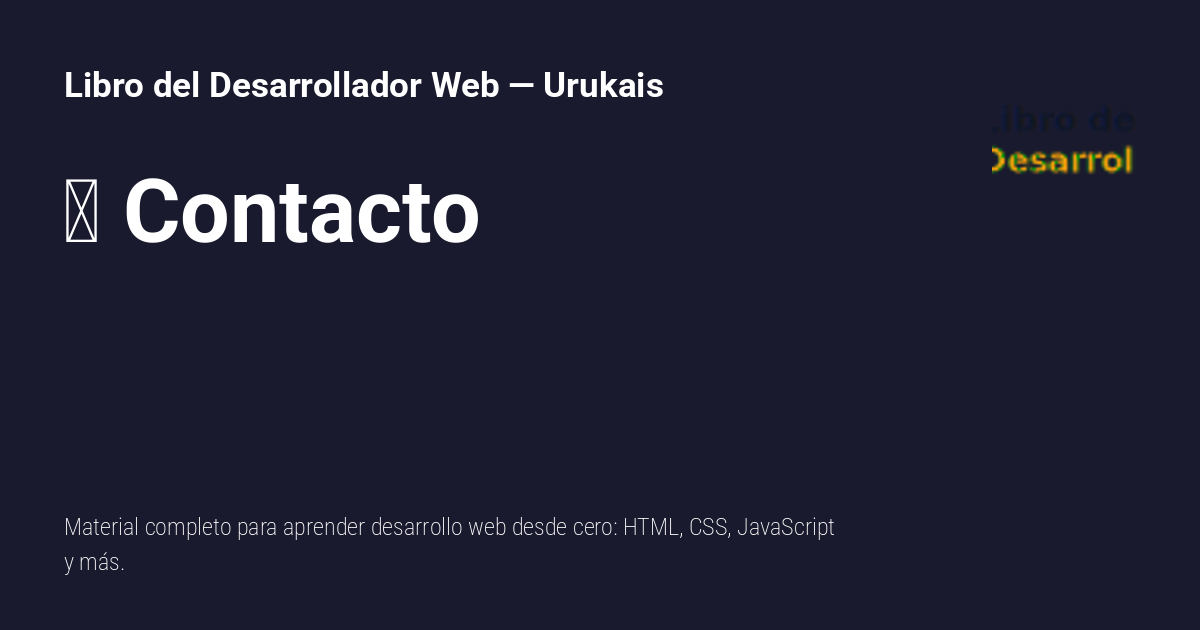 Libro del Desarrollador Web — Urukais
Libro de
Desarrol
Contacto
Material completo para aprender desarrollo web desde cero: HTML, CSS, JavaScript
y más.